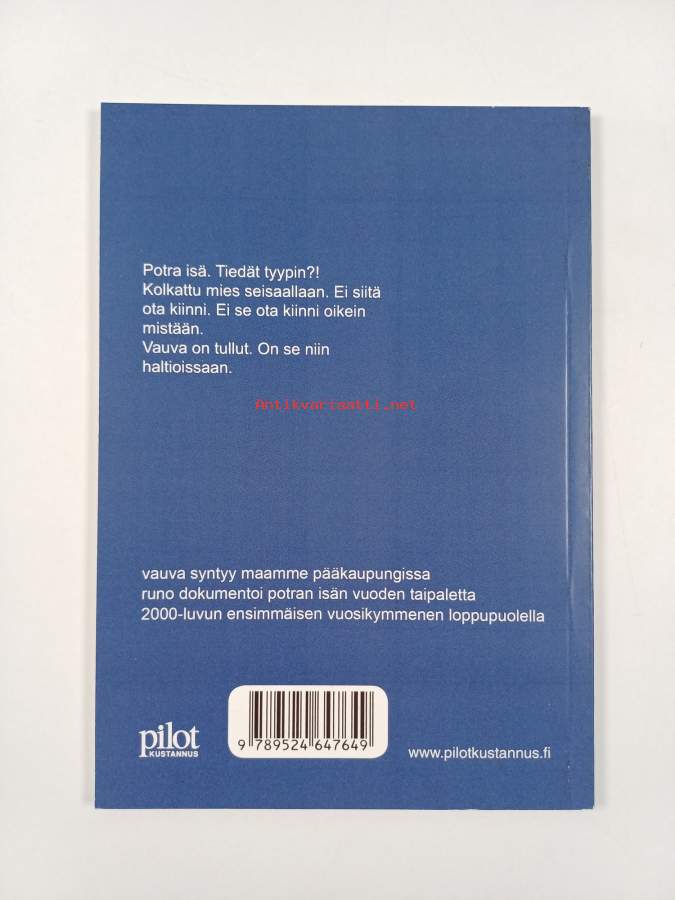 Potra isä. Tiedät tyypin?!
Kolkattu mies seisaallaan. Ei siitä
ota kiinni. Ei se ota kiinni oikein
mistään.
Vauva on tullut. On se niin
haltioissaan.
Antikvariaatti.net
vauva syntyy maamme pääkaupungissa
runo dokumentoi potran isän vuoden taipaletta
2000-luvun ensimmäisen vuosikymmenen loppupuolella
pilot
KUSTANNUS
9 789524 647649
www.pilotkustannus.fi